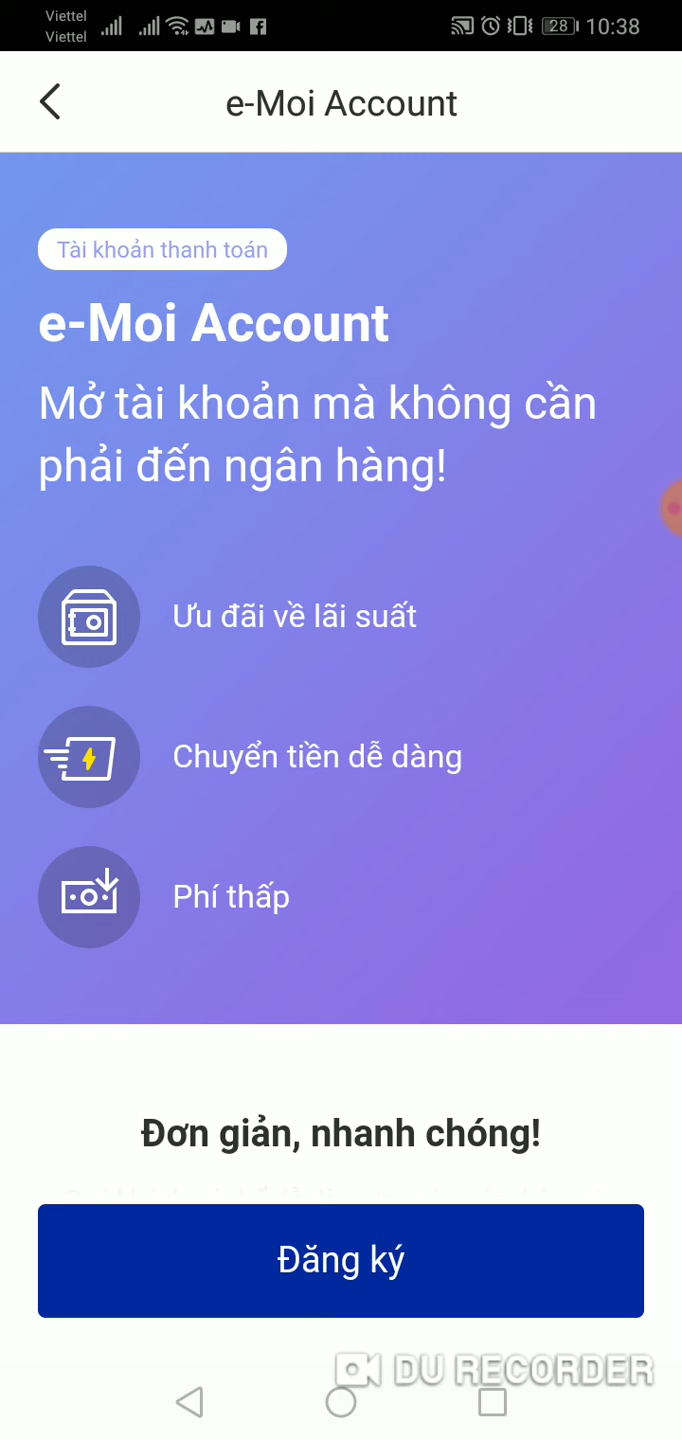 Viettel
Viettel
28
10:38
e-Moi Account
Tài khoản thanh toán
e-Moi Account
Mở tài khoản mà không cần
phải đến ngân hàng!
Ưu đãi về lãi suất
Chuyển tiền dễ dàng
Phí thấp
Đơn giản, nhanh chóng!
Đăng ký
DU RECORDER